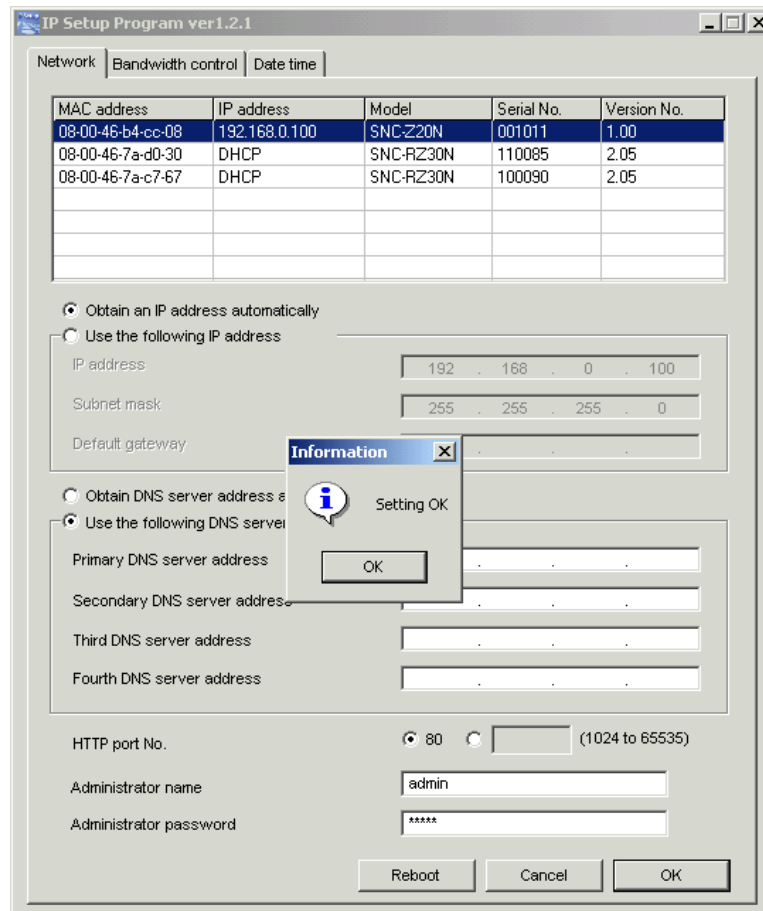 IP Setup Program ver1.2.1
Network Bandwidth control Date time
MAC address IP address Model Serial No. Version No.
08-00-46-b4-cc-08 192.168.0.100 SNC-Z20N 001011 1.00
08-00-46-7a-d0-30 DHCP SNC-RZ30N 110085 2.05
08-00-46-7a-c7-67 DHCP SNC-RZ30N 100090 2.05
Obtain an IP address automatically
Use the following IP address
IP address 192 . 168 . 0 . 100
Subnet mask 255 . 255 . 255 . 0
Default gateway . .
Information
Setting OK
OK
Obtain DNS server address a
Use the following DNS server
Primary DNS server address . . .
Secondary DNS server address . . .
Third DNS server address . . .
Fourth DNS server address . . .
HTTP port No. 80 (1024 to 65535)
Administrator name admin
Administrator password *****
Reboot Cancel OK